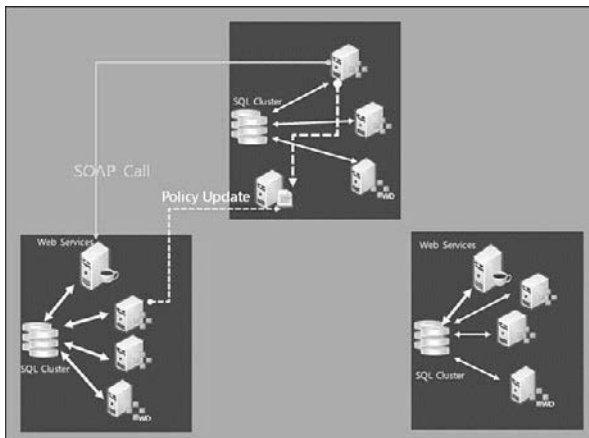 SQL Cluster
SOAP Call
Policy Update
Web Services
SQL Cluster
Web Services
SQL Cluster